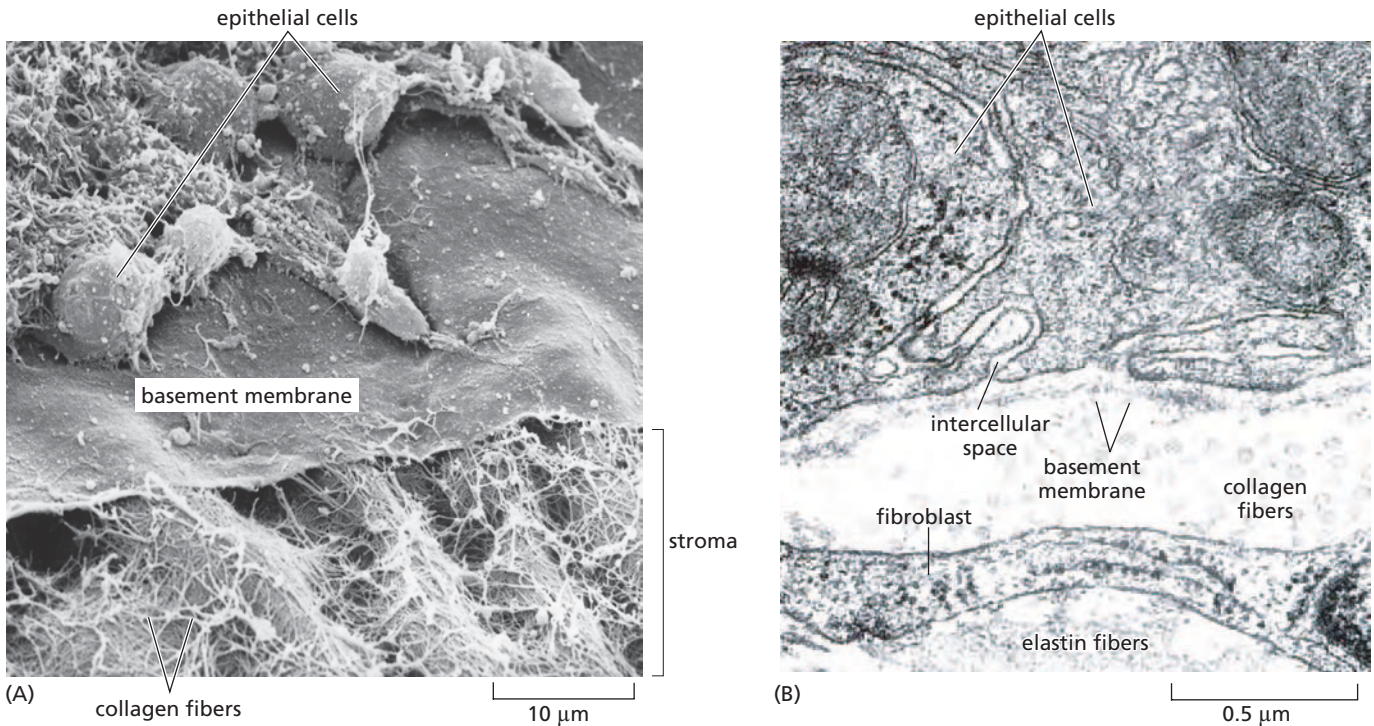 epithelial cells
basement membrane
stroma
collagen fibers
(A)
10 μm
epithelial cells
intercellular
space
basement
membrane
collagen
fibers
fibroblast
elastin fibers
(B)
0.5 μm